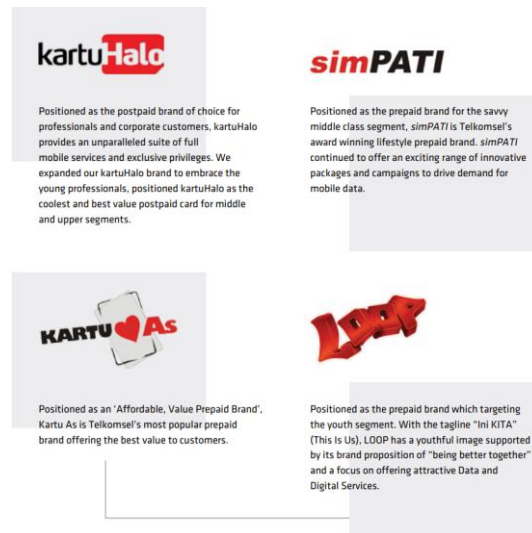 kartuHalo
Positioned as the postpaid brand of choice for
professionals and corporate customers, kartuHalo
provides an unparalleled suite of full
mobile services and exclusive privileges. We
expanded our kartuHalo brand to embrace the
young professionals, positioned kartuHalo as the
coolest and best value postpaid card for middle
and upper segments.
simPATI
Positioned as the prepaid brand for the savvy
middle class segment, simPATI is Telkomsel's
award winning lifestyle prepaid brand. simPATI
continued to offer an exciting range of innovative
packages and campaigns to drive demand for
mobile data.
KARTU As
Positioned as an 'Affordable, Value Prepaid Brand',
Kartu As is Telkomsel's most popular prepaid
brand offering the best value to customers.
LOOP
Positioned as the prepaid brand which targeting
the youth segment. With the tagline "Ini KITA"
(This Is Us), LOOP has a youthful image supported
by its brand proposition of "being better together"
and a focus on offering attractive Data and
Digital Services.